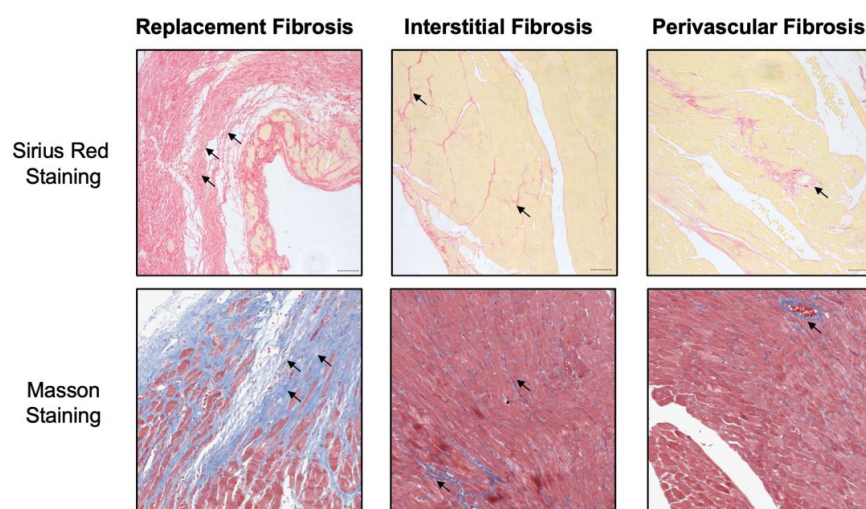 Replacement Fibrosis
Interstitial Fibrosis
Perivascular Fibrosis
Sirius Red
Staining
Masson
Staining